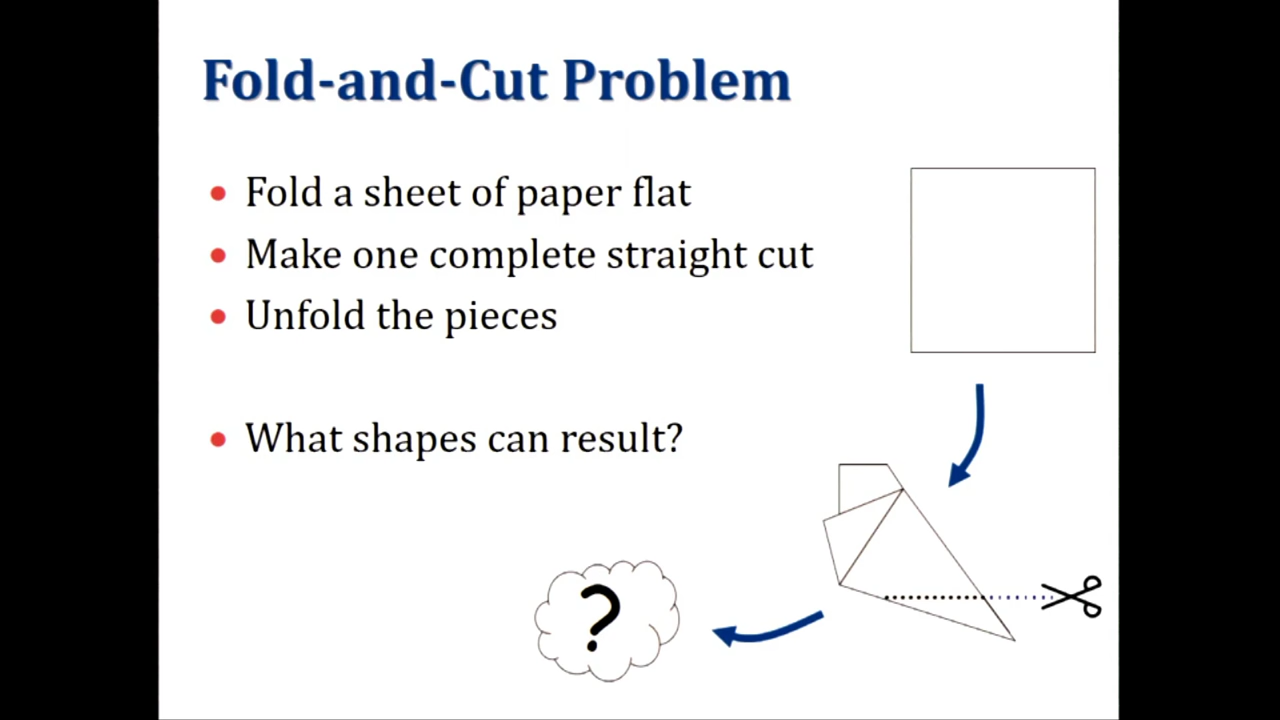 Fold-and-Cut Problem
Fold a sheet of paper flat
Make one complete straight cut
Unfold the pieces
What shapes can result?
?